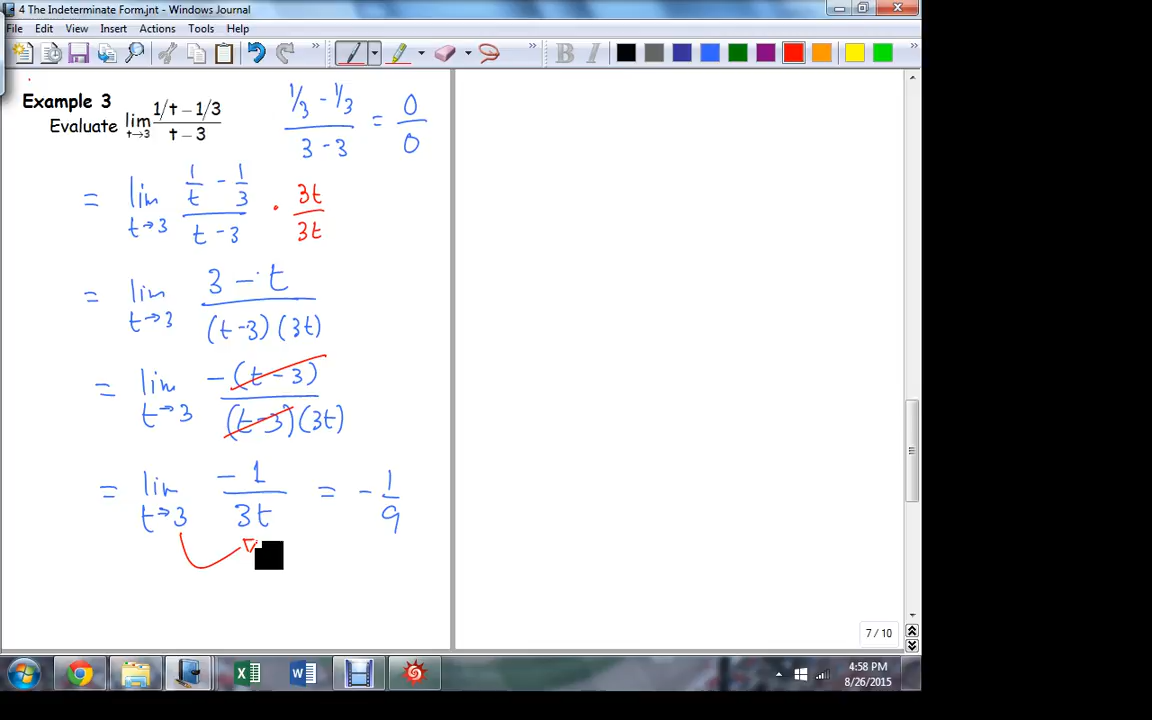 4 The Indeterminate Form.jnt - Windows Journal
File Edit View Insert Actions Tools Help
Example 3
Evaluate lim t→3 (1/t − 1/3)/(t − 3)
(1/3 - 1/3)/(3 - 3) = 0/0
= lim t→3 (1/t - 1/3)/(t - 3) · 3t/3t
= lim t→3 (3 - t)/((t-3)(3t))
= lim t→3 -(t - 3)/((t-3)(3t))
= lim t→3 -1/3t = -1/9
7 / 10
4:58 PM
8/26/2015